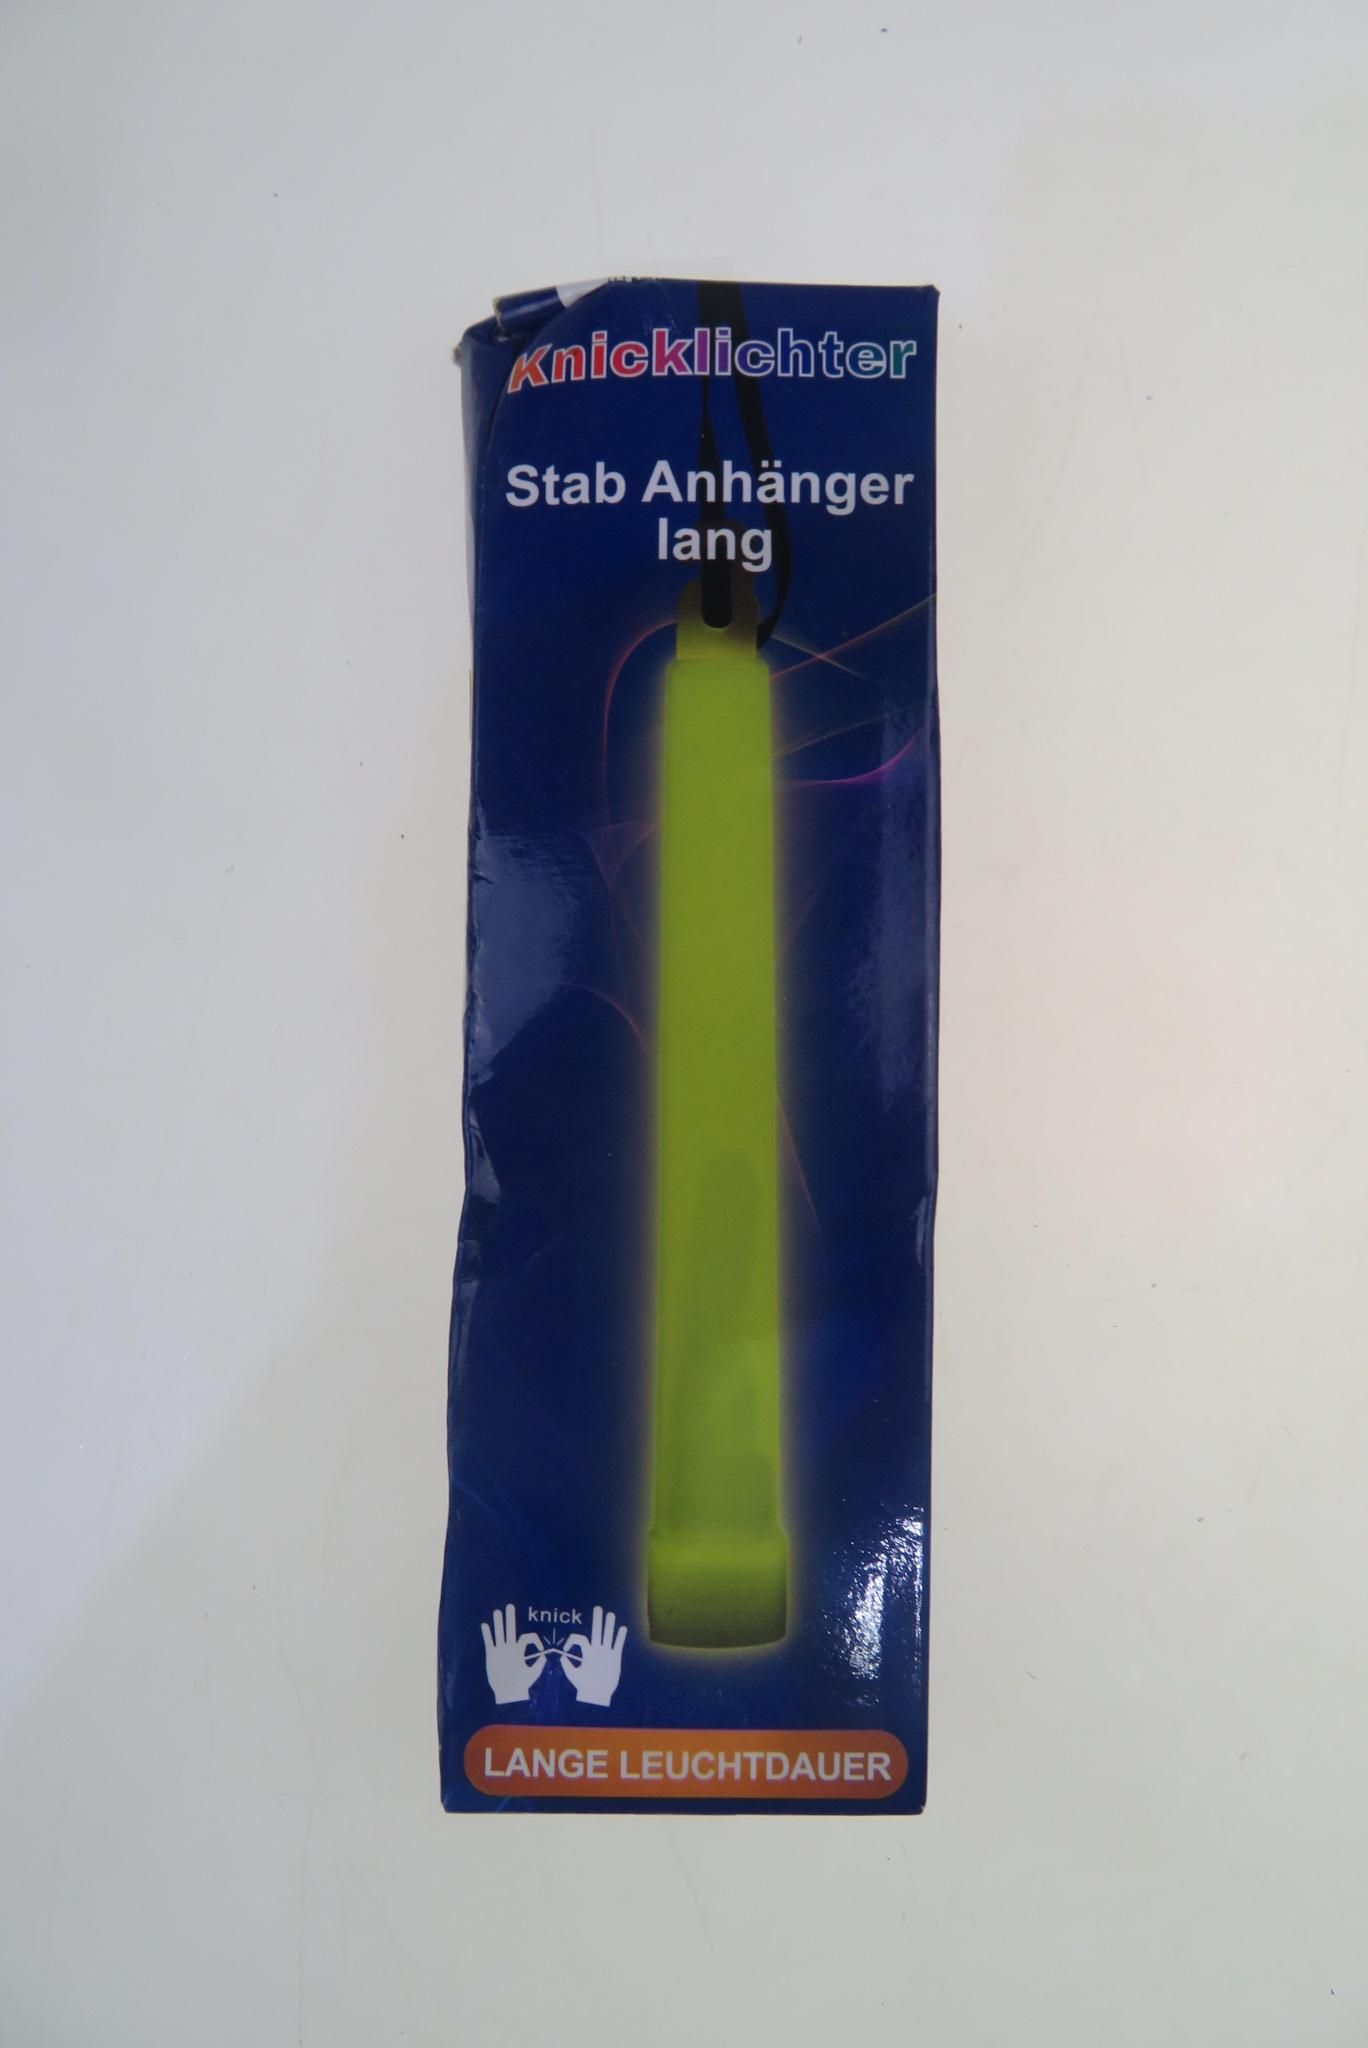 Knicklichter
Stab Anhänger
lang
knick
LANGE LEUCHTDAUER